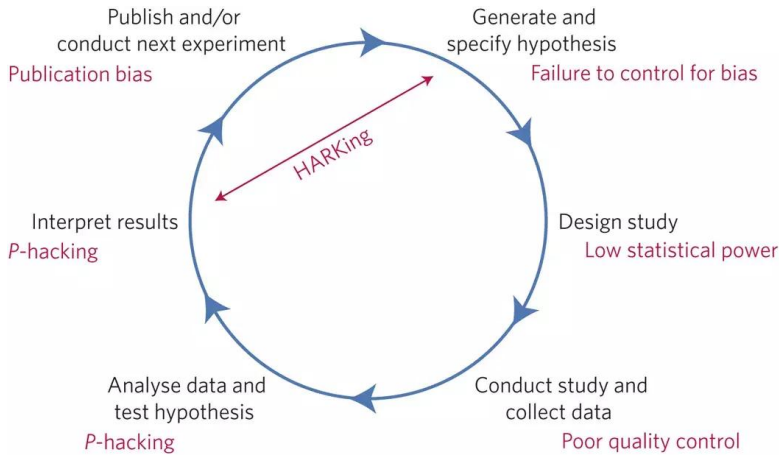 Publish and/or
conduct next experiment
Publication bias
Generate and
specify hypothesis
Failure to control for bias
HARKing
Interpret results
P-hacking
Design study
Low statistical power
Analyse data and
test hypothesis
P-hacking
Conduct study and
collect data
Poor quality control